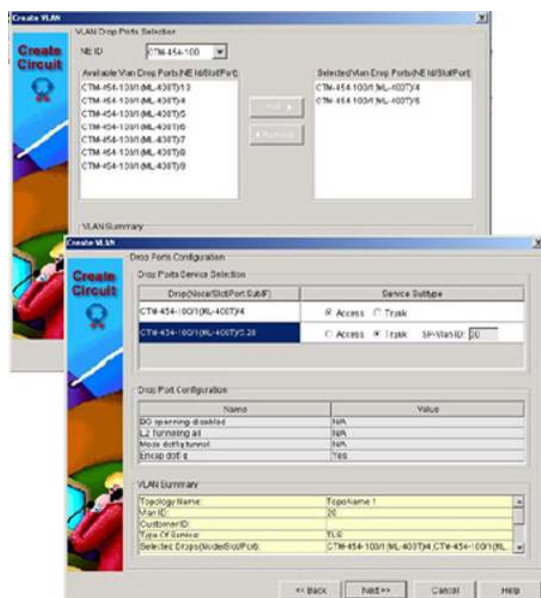 Create VLAN
VLAN Drop Ports Selection
Create
Circuit
NE ID
CTM-454-100
Available Vlan Drop Ports(NE Id/Slot/Port)
CTM-454-100/1(ML-400T)/13
CTM-454-100/1(ML-400T)/4
CTM-454-100/1(ML-400T)/5
CTM-454-100/1(ML-400T)/6
CTM-454-100/1(ML-400T)/7
CTM-454-100/1(ML-400T)/8
CTM-454-100/1(ML-400T)/9
Selected Vlan Drop Ports(NE Id/Slot/Port)
CTM-454-100/1(ML-400T)/4
CTM-454-100/1(ML-400T)/5
Remove
VLAN Summary
Create VLAN
Drop Ports Configuration
Create
Circuit
Drop Ports Service Selection
Drop(Node/Slot/Port.SubIF) Service Subtype
CTM-454-100/1(ML-400T)/4 Access Trunk
CTM-454-100/1(ML-400T)/5.20 Access Trunk SP-Vlan ID: 20
Drop Port Configuration
Name Value
N/A
L2 Tunneling all N/A
Mode dot1q tunnel N/A
Encap dot1q Yes
VLAN Summary
Topology Name: TopoName 1
Vlan ID: 20
Customer ID:
Type Of Service: TLS
Selected Drops(Node/Slot/Port): CTM-454-100/1(ML-400T)/4,CTM-454-100/1(ML
<< Back Next >> Cancel Help